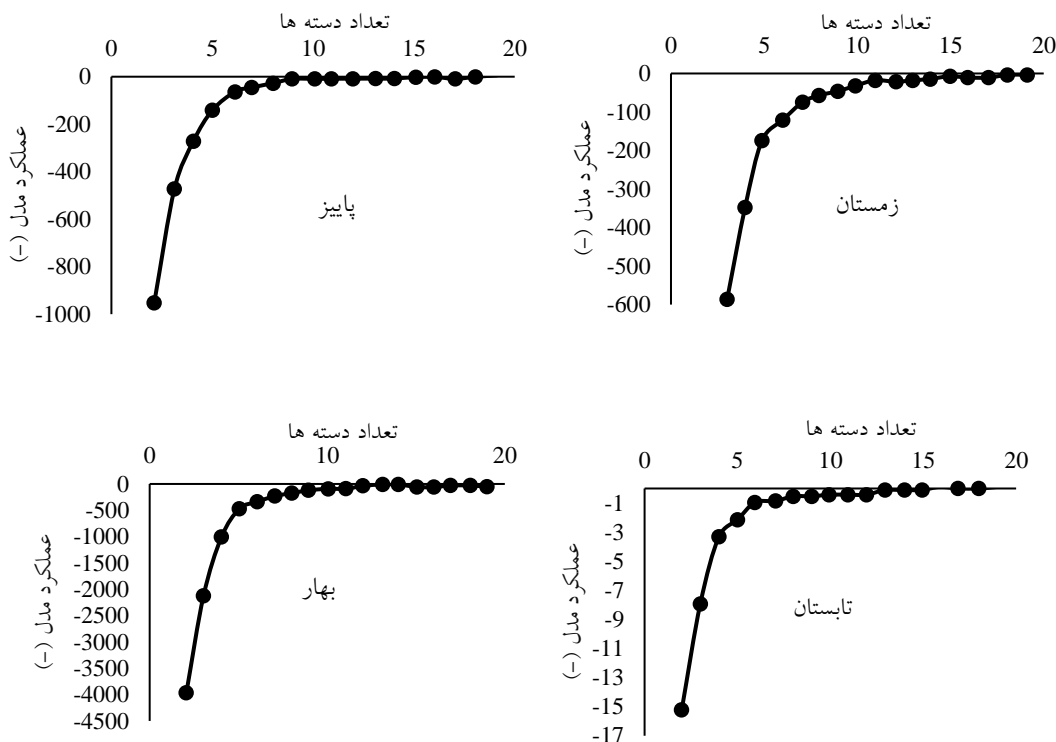 تعداد دسته ها
0 5 10 15 20
0
-200
-400
-600
-800
-1000
عملکرد مدل (-)
پاییز
تعداد دسته ها
0 5 10 15 20
0
-100
-200
-300
-400
-500
-600
عملکرد مدل (-)
زمستان
تعداد دسته ها
0 10 20
0
-500
-1000
-1500
-2000
-2500
-3000
-3500
-4000
-4500
عملکرد مدل (-)
بهار
تعداد دسته ها
0 5 10 15 20
-1
-3
-5
-7
-9
-11
-13
-15
-17
عملکرد مدل (-)
تابستان